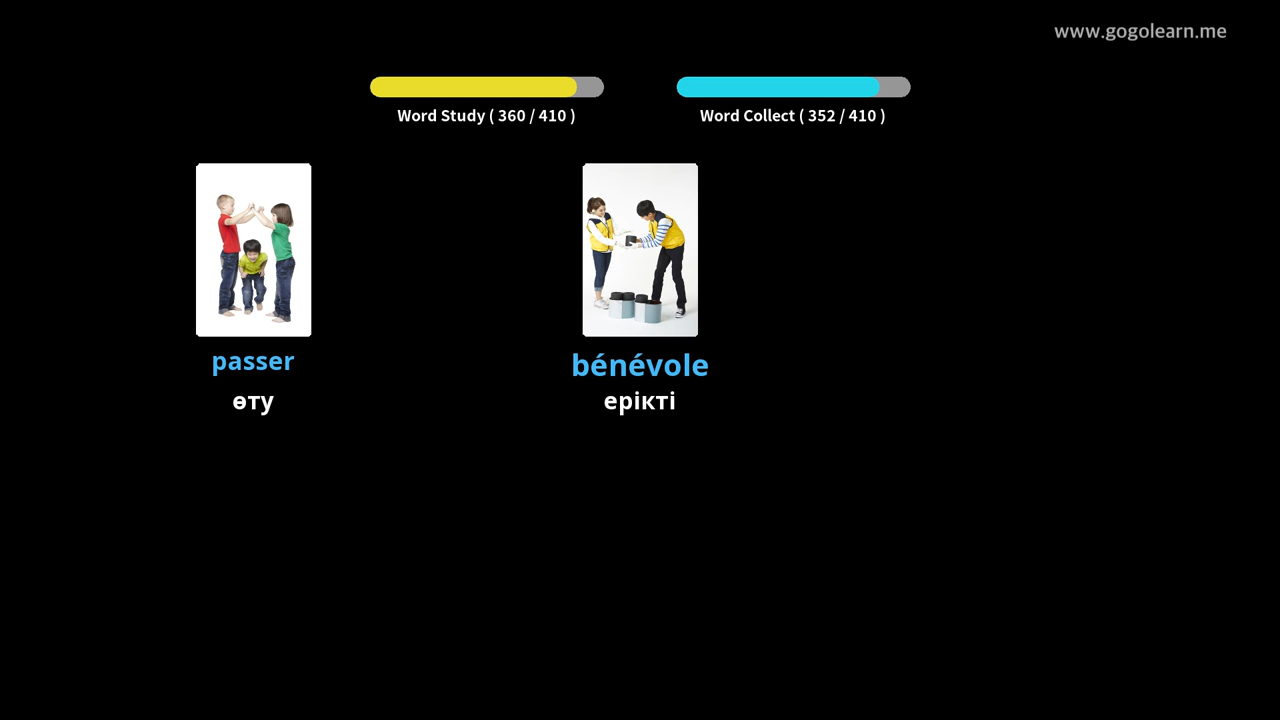 www.gogolearn.me
Word Study ( 360 / 410 )
Word Collect ( 352 / 410 )
passer
өту
bénévole
ерікті